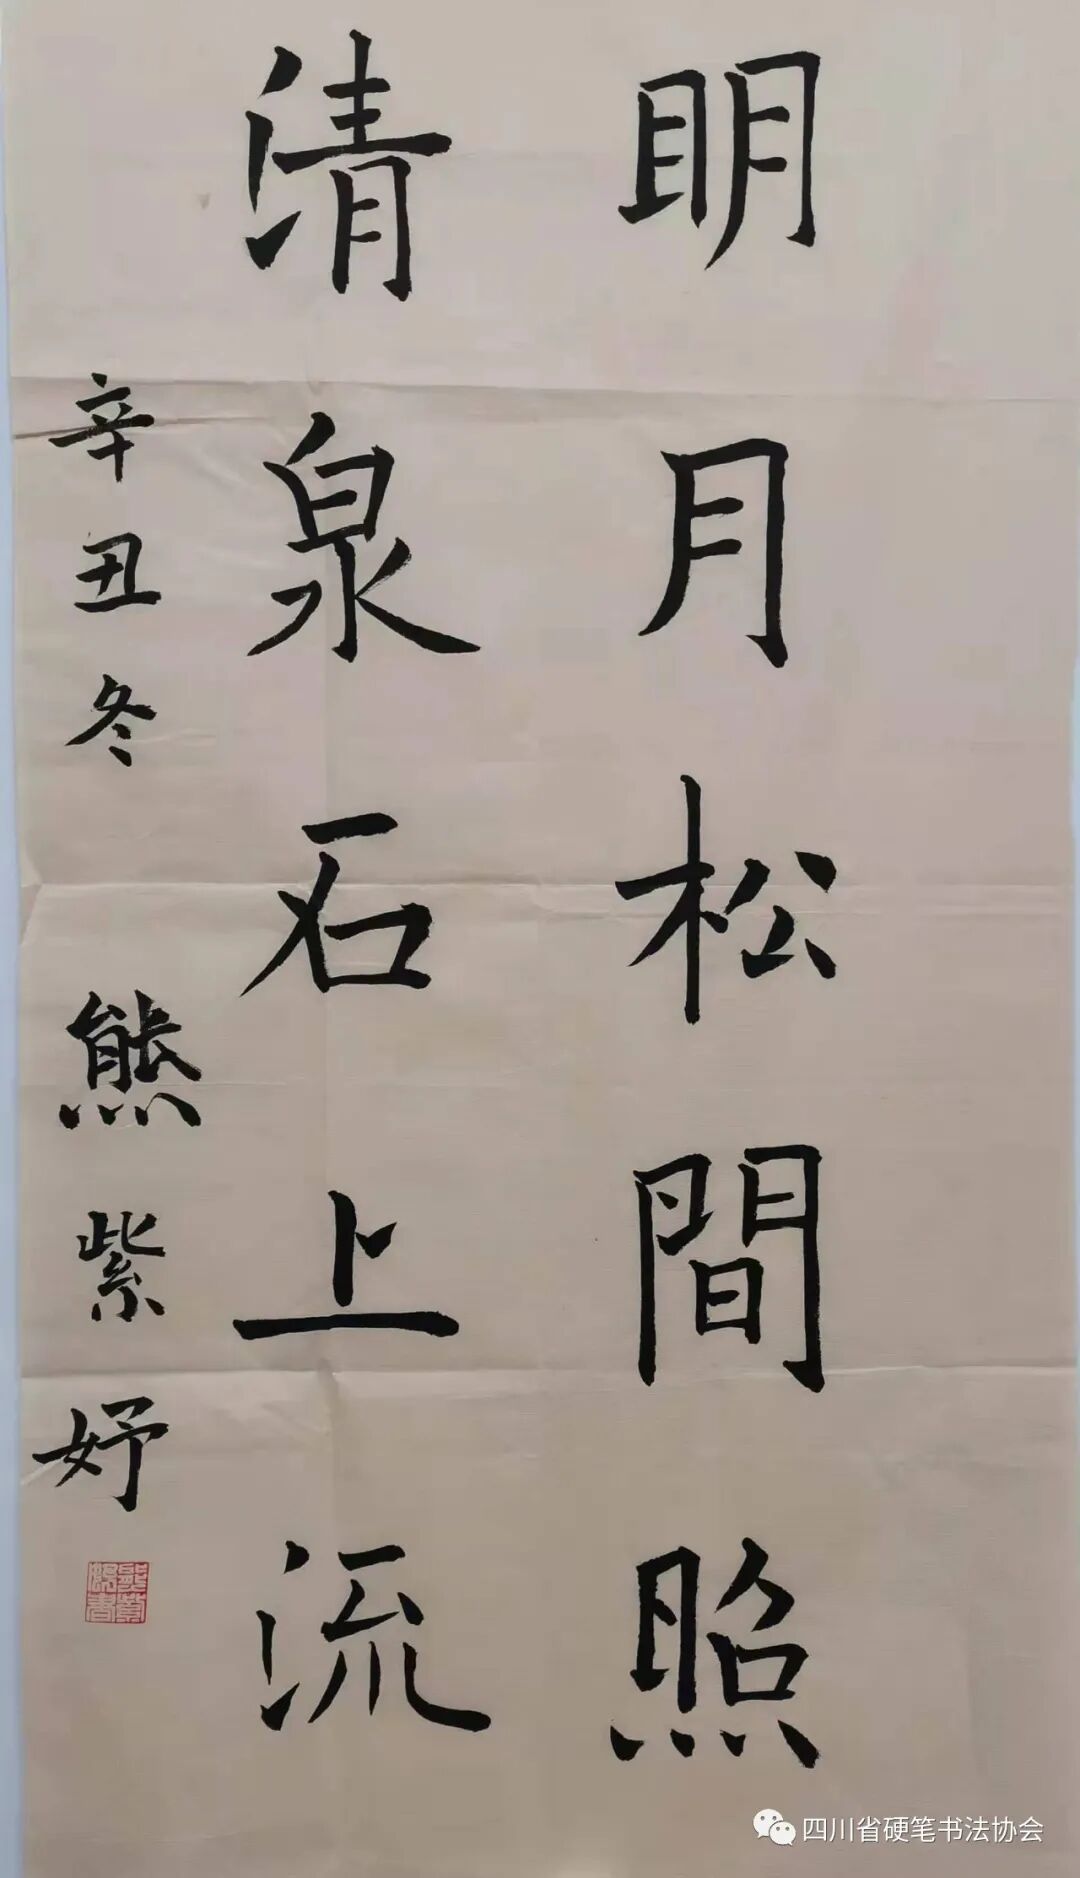 明月松間照
清泉石上流
辛丑冬 熊紫妤
四川省硬笔书法协会